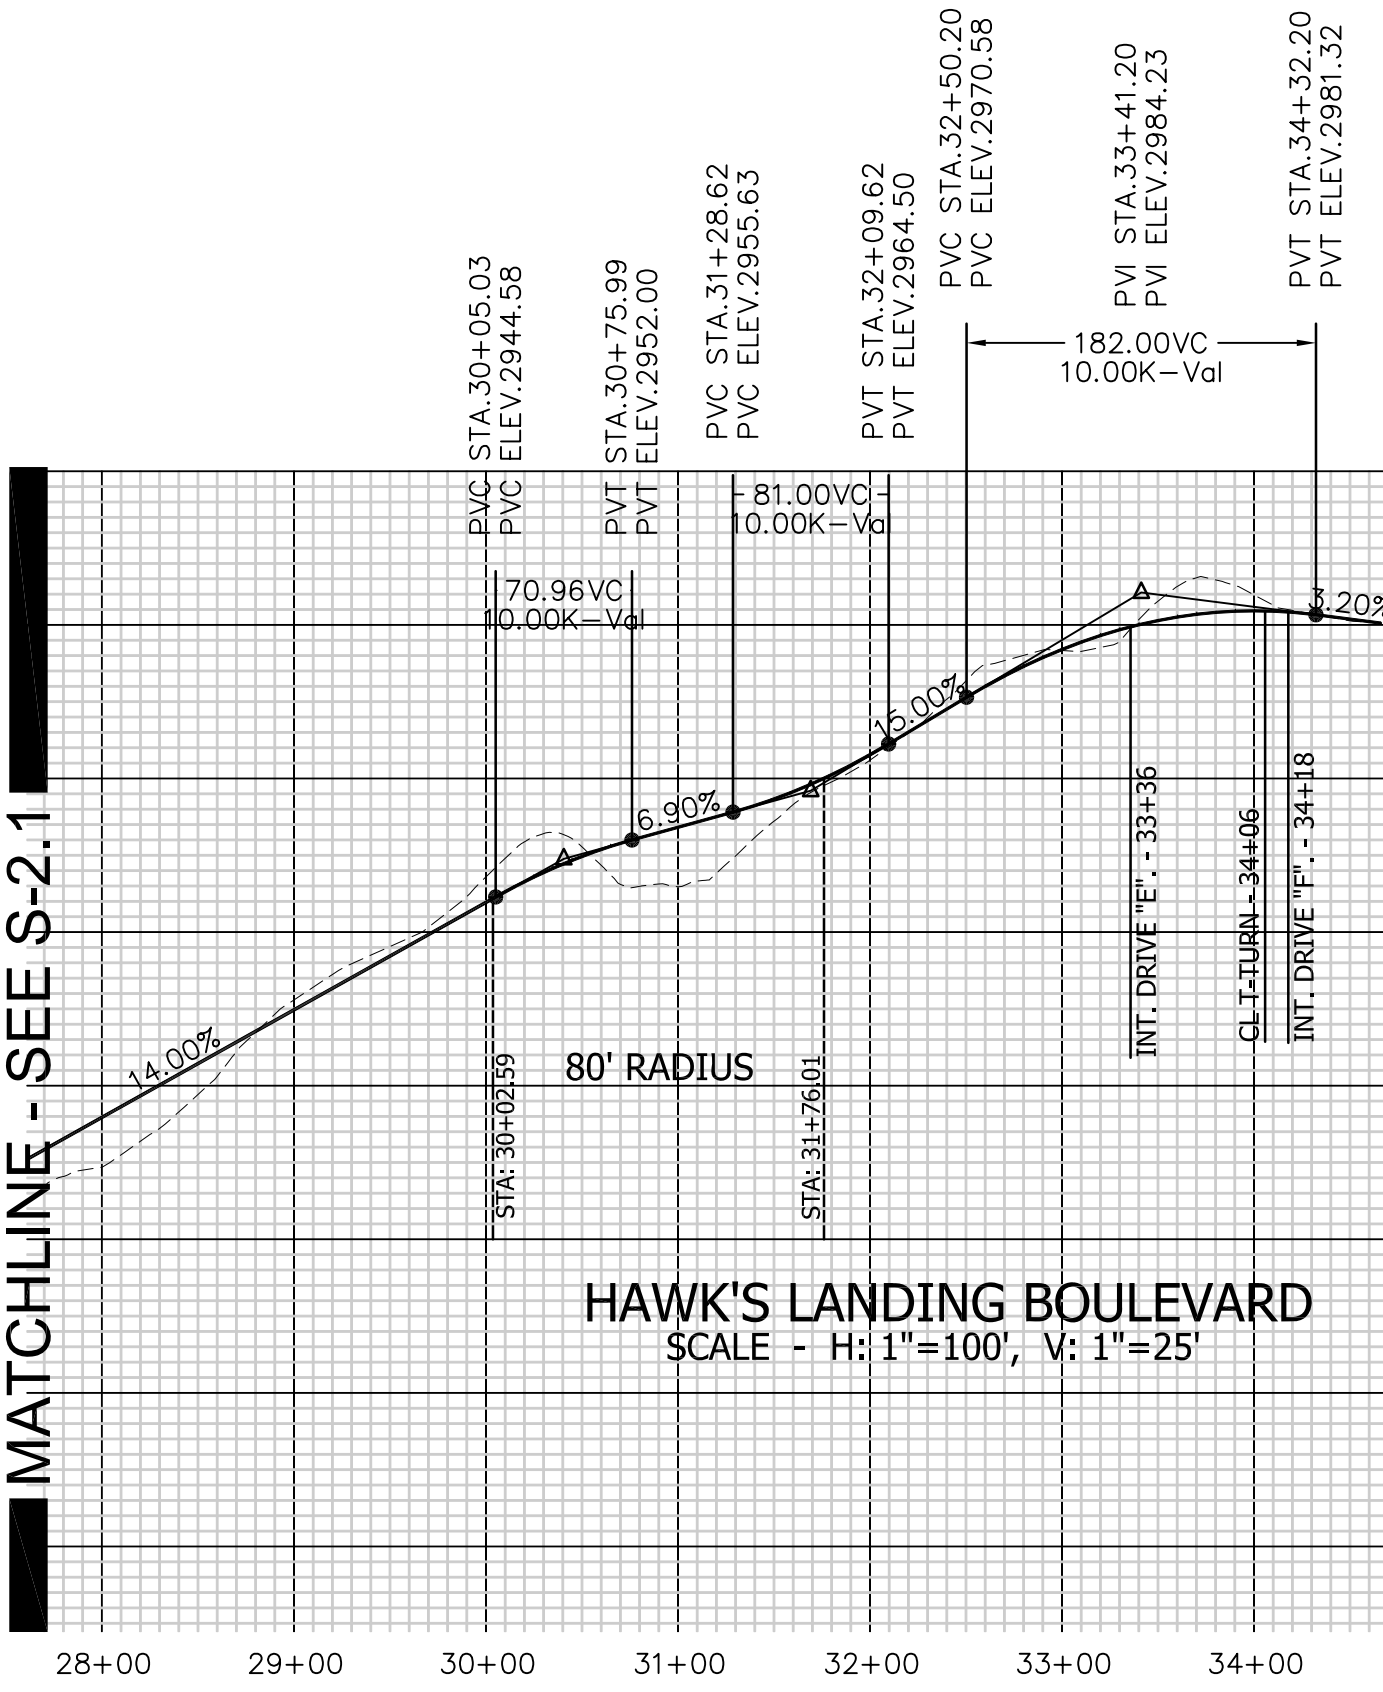 PVC STA.30+05.03
PVC ELEV.2944.58
PVT STA.30+75.99
PVT ELEV.2952.00
PVC STA.31+28.62
PVC ELEV.2955.63
PVT STA.32+09.62
PVT ELEV.2964.50
PVC STA.32+50.20
PVC ELEV.2970.58
PVI STA.33+41.20
PVI ELEV.2984.23
PVT STA.34+32.20
PVT ELEV.2981.32
182.00VC
10.00K-Val
81.00VC
10.00K-Val
70.96VC
10.00K-Val
3.20%
15.00%
6.90%
14.00%
MATCHLINE - SEE S-2.1
INT. DRIVE "E". - 33+36
CL T-TURN - 34+06
INT. DRIVE "F". - 34+18
STA: 30+02.59
80' RADIUS
STA: 31+76.01
HAWK'S LANDING BOULEVARD
SCALE - H: 1"=100', V: 1"=25'
28+00 29+00 30+00 31+00 32+00 33+00 34+00